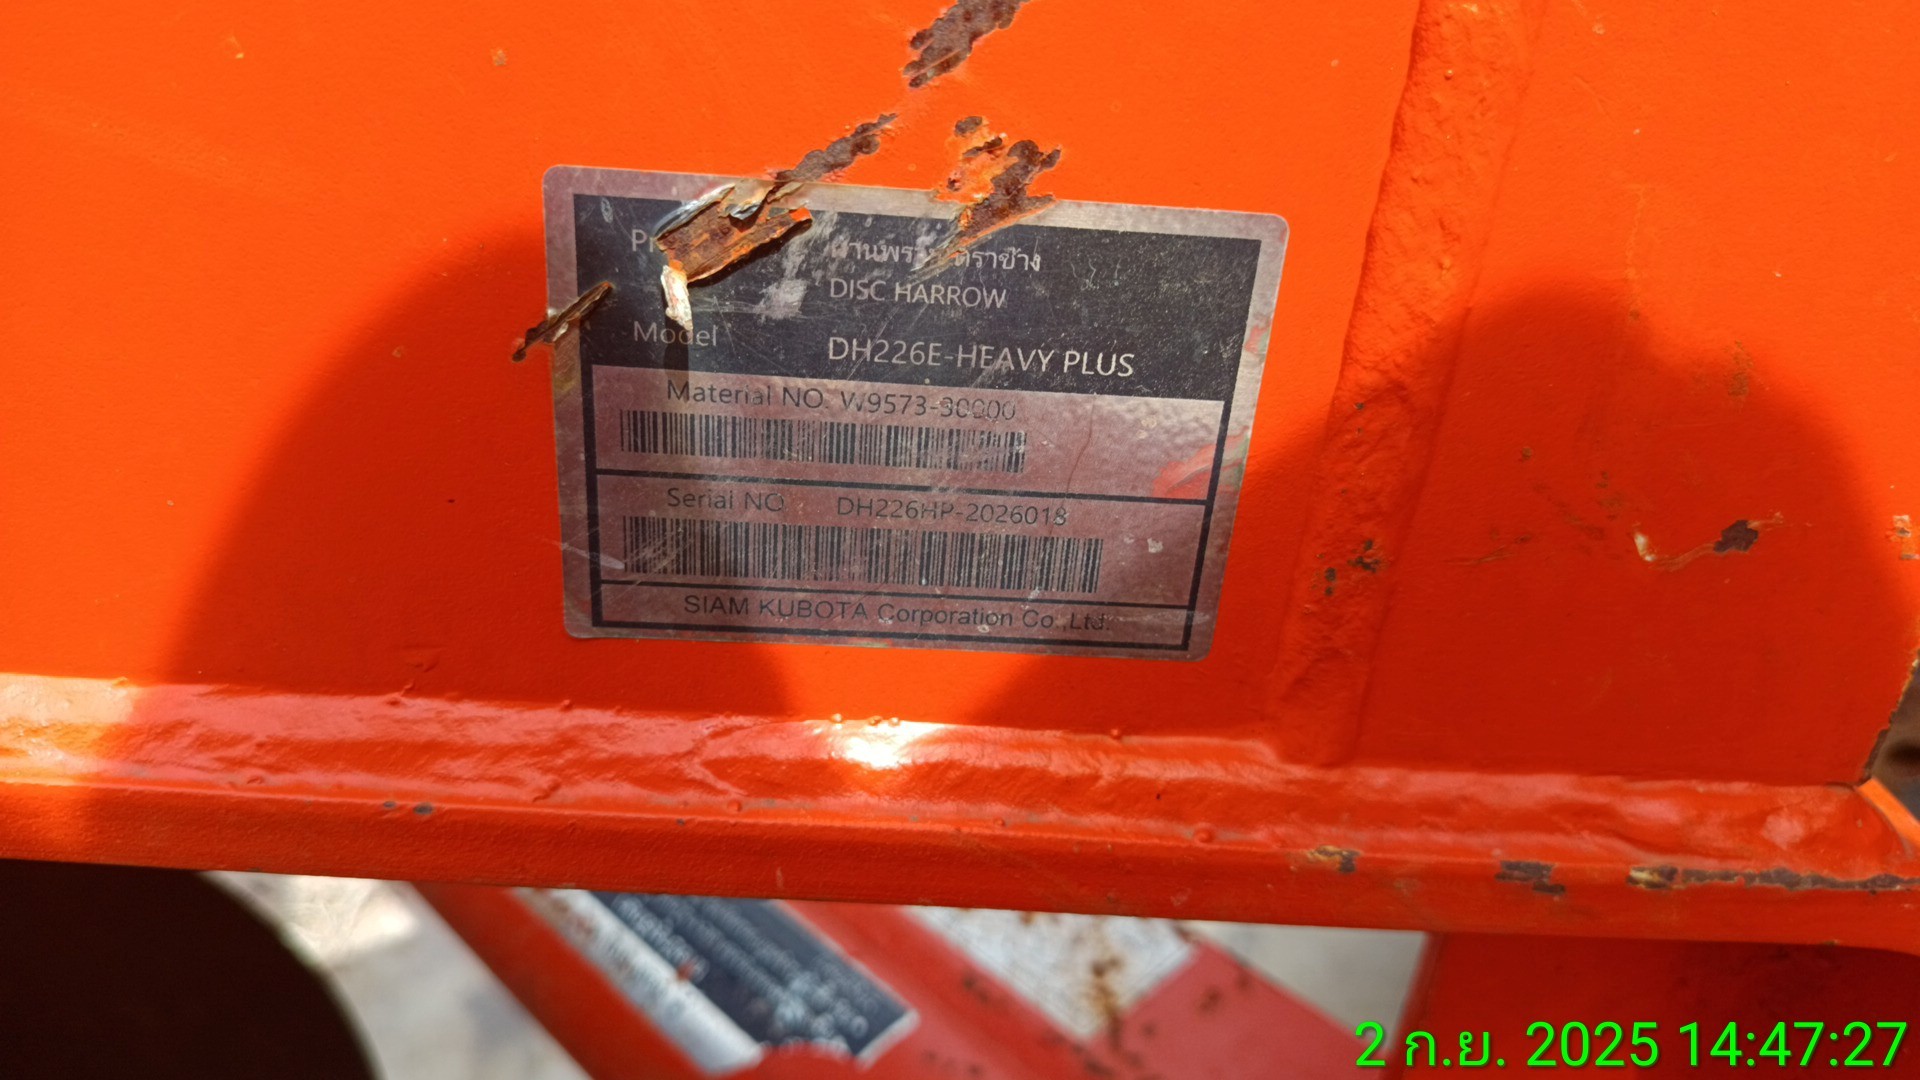 DISC HARROW
Model
DH226E-HEAVY PLUS
Material NO. W9573-90000
Serial NO DH226HP-2026018
SIAM KUBOTA Corporation Co.,Ltd.
2 ก.ย. 2025 14:47:27